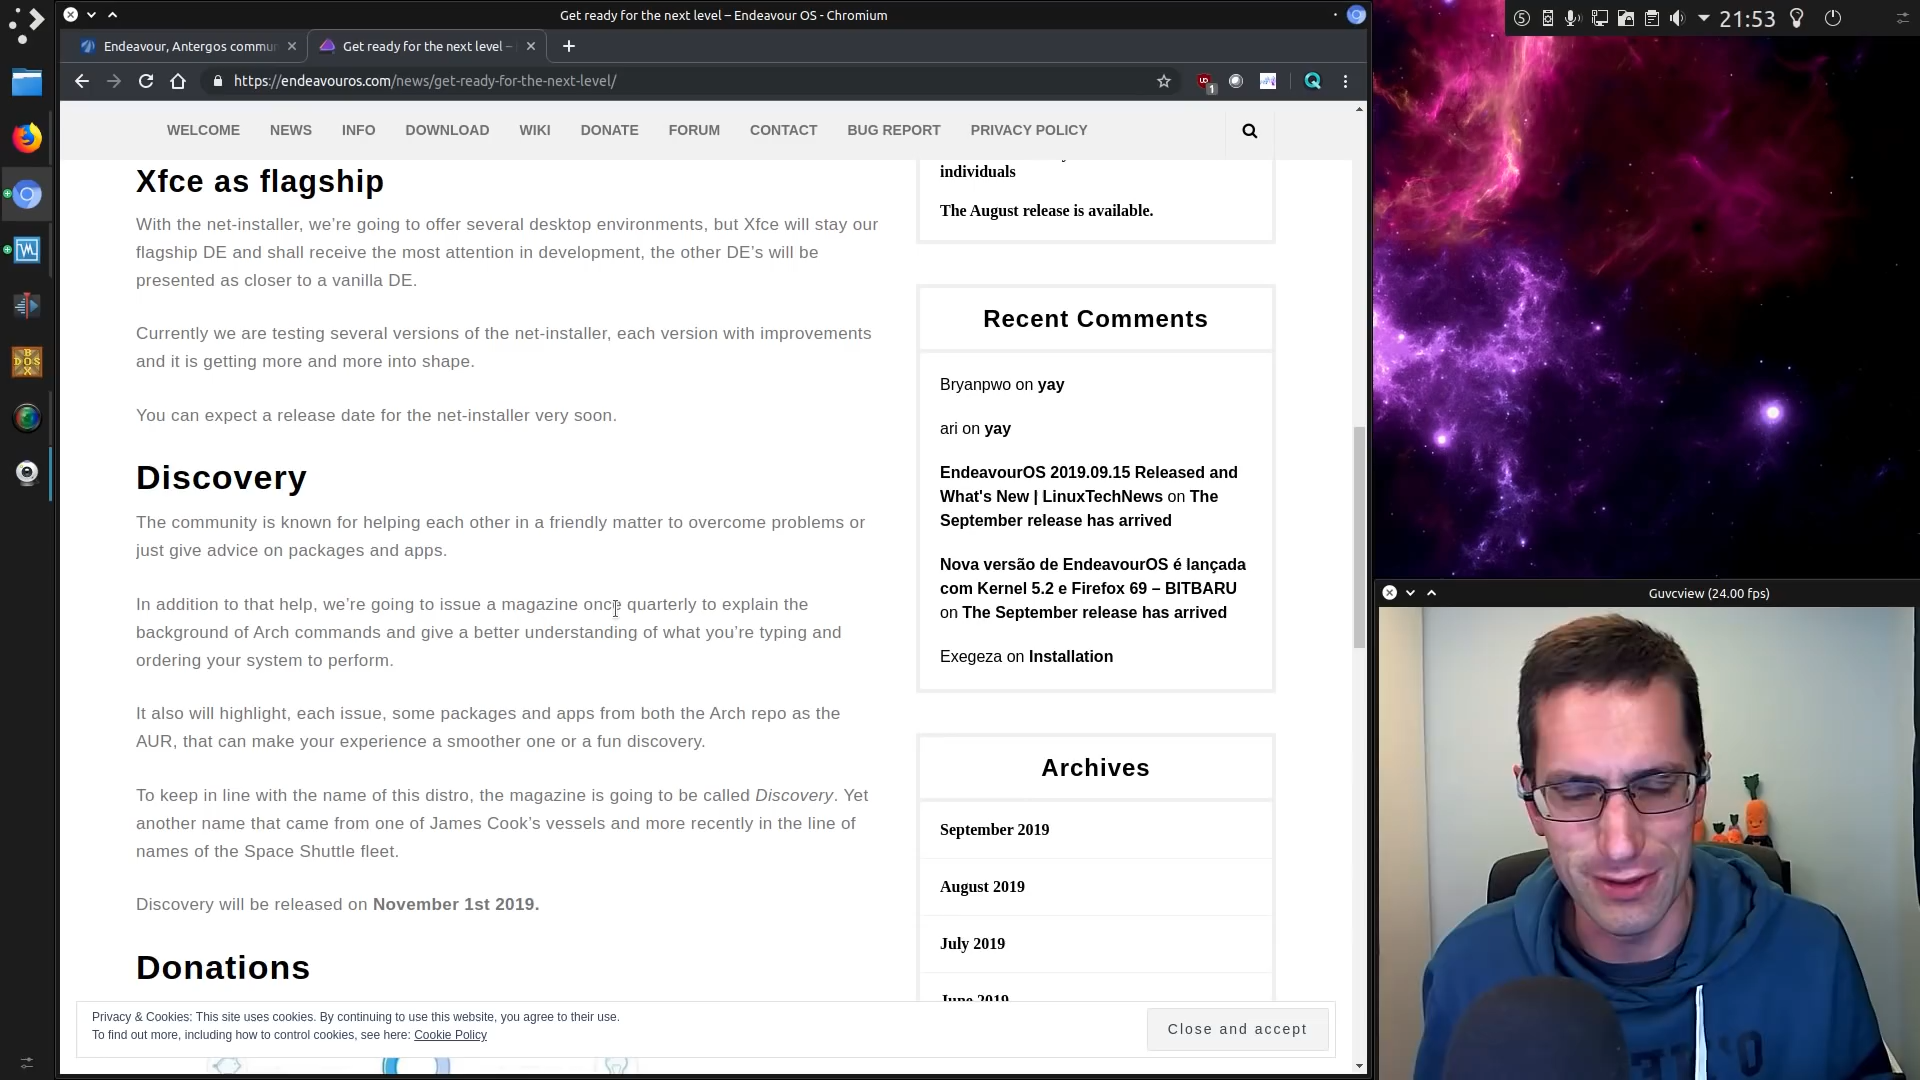 Get ready for the next level – Endeavour OS - Chromium
21:53
Endeavour, Antergos commun
Get ready for the next level –
https://endeavouros.com/news/get-ready-for-the-next-level/
1
WELCOME NEWS INFO DOWNLOAD WIKI DONATE FORUM CONTACT BUG REPORT PRIVACY POLICY
Xfce as flagship
With the net-installer, we’re going to offer several desktop environments, but Xfce will stay our
flagship DE and shall receive the most attention in development, the other DE’s will be
presented as closer to a vanilla DE.
Currently we are testing several versions of the net-installer, each version with improvements
and it is getting more and more into shape.
You can expect a release date for the net-installer very soon.
Discovery
The community is known for helping each other in a friendly matter to overcome problems or
just give advice on packages and apps.
In addition to that help, we’re going to issue a magazine once quarterly to explain the
background of Arch commands and give a better understanding of what you’re typing and
ordering your system to perform.
It also will highlight, each issue, some packages and apps from both the Arch repo as the
AUR, that can make your experience a smoother one or a fun discovery.
To keep in line with the name of this distro, the magazine is going to be called Discovery. Yet
another name that came from one of James Cook’s vessels and more recently in the line of
names of the Space Shuttle fleet.
Discovery will be released on November 1st 2019.
Donations
individuals
The August release is available.
Recent Comments
Bryanpwo on yay
ari on yay
EndeavourOS 2019.09.15 Released and
What's New | LinuxTechNews on The
September release has arrived
Nova versão de EndeavourOS é lançada
com Kernel 5.2 e Firefox 69 – BITBARU
on The September release has arrived
Exegeza on Installation
Archives
September 2019
August 2019
July 2019
June 2019
Privacy & Cookies: This site uses cookies. By continuing to use this website, you agree to their use.
To find out more, including how to control cookies, see here: Cookie Policy
Close and accept
Guvcview (24.00 fps)